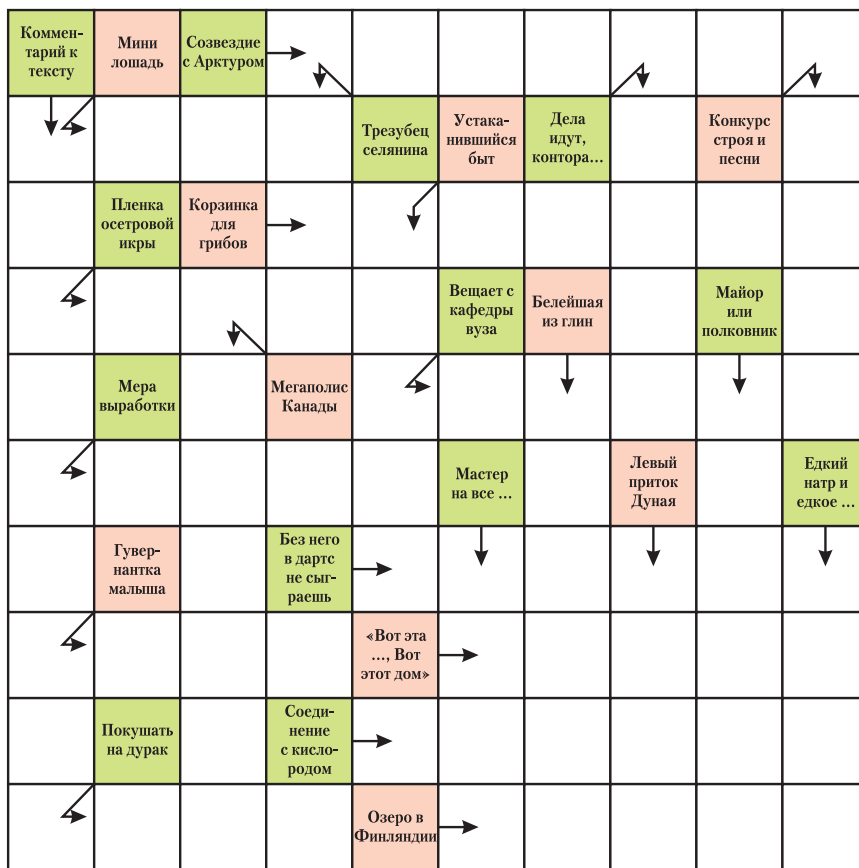 Коммен-
тарий к
тексту
Мини
лошадь
Созвездие
с Арктуром
Трезубец
селянина
Устака-
нившийся
быт
Дела
идут,
контора...
Конкурс
строя и
песни
Пленка
осетровой
икры
Корзинка
для
грибов
Вещает с
кафедры
вуза
Белейшая
из глин
Майор
или
полковник
Мера
выработки
Мегаполис
Канады
Мастер
на все ...
Левый
приток
Дуная
Едкий
натр и
едкое ...
Гувер-
нантка
малыша
Без него
в дартс
не сыг-
раешь
«Вот эта
..., Вот
этот дом»
Покушать
на дурак
Соеди-
нение
с кисло-
родом
Озеро в
Финляндии